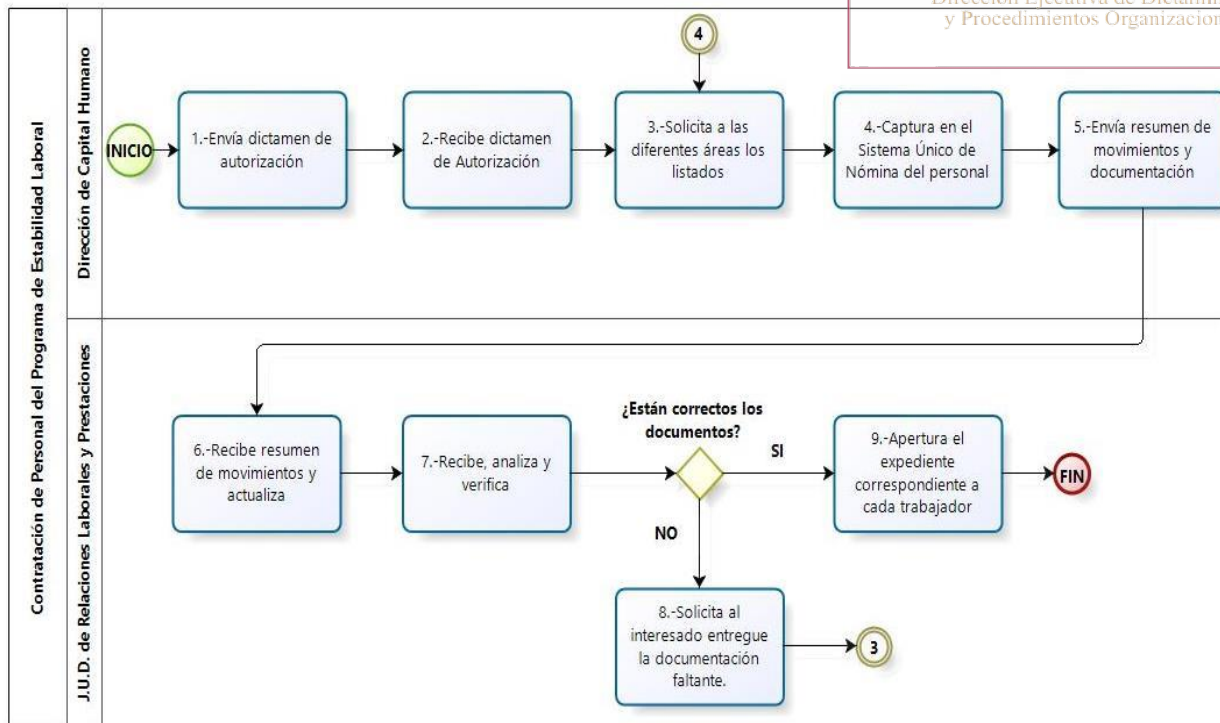 Dirección Ejecutiva de Dictamin
y Procedimientos Organizacion
Contratación de Personal del Programa de Estabilidad Laboral
Dirección de Capital Humano
4
INICIO
1.-Envía dictamen de
autorización
2.-Recibe dictamen
de Autorización
3.-Solicita a las
diferentes áreas los
listados
4.-Captura en el
Sistema Único de
Nómina del personal
5.-Envía resumen de
movimientos y
documentación
J.U.D. de Relaciones Laborales y Prestaciones
6.-Recibe resumen
de movimientos y
actualiza
7.-Recibe, analiza y
verifica
¿Están correctos los
documentos?
SI
NO
9.-Apertura el
expediente
correspondiente a
cada trabajador
FIN
8.-Solicita al
interesado entregue
la documentación
faltante.
3